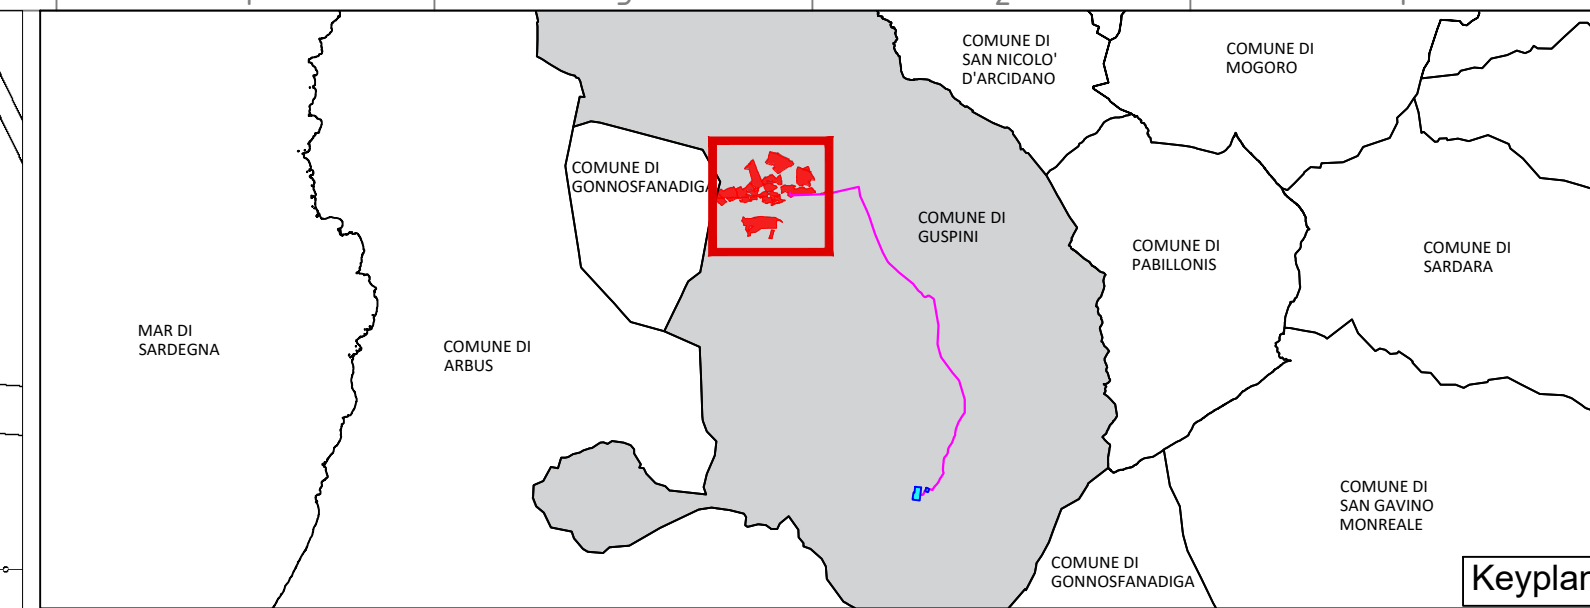 COMUNE DI
SAN NICOLO'
D'ARCIDANO
COMUNE DI
MOGORO
COMUNE DI
GONNOSFANADIGA
COMUNE DI
GUSPINI
COMUNE DI
PABILLONIS
COMUNE DI
SARDARA
MAR DI
SARDEGNA
COMUNE DI
ARBUS
COMUNE DI
SAN GAVINO
MONREALE
COMUNE DI
GONNOSFANADIGA
Keyplan